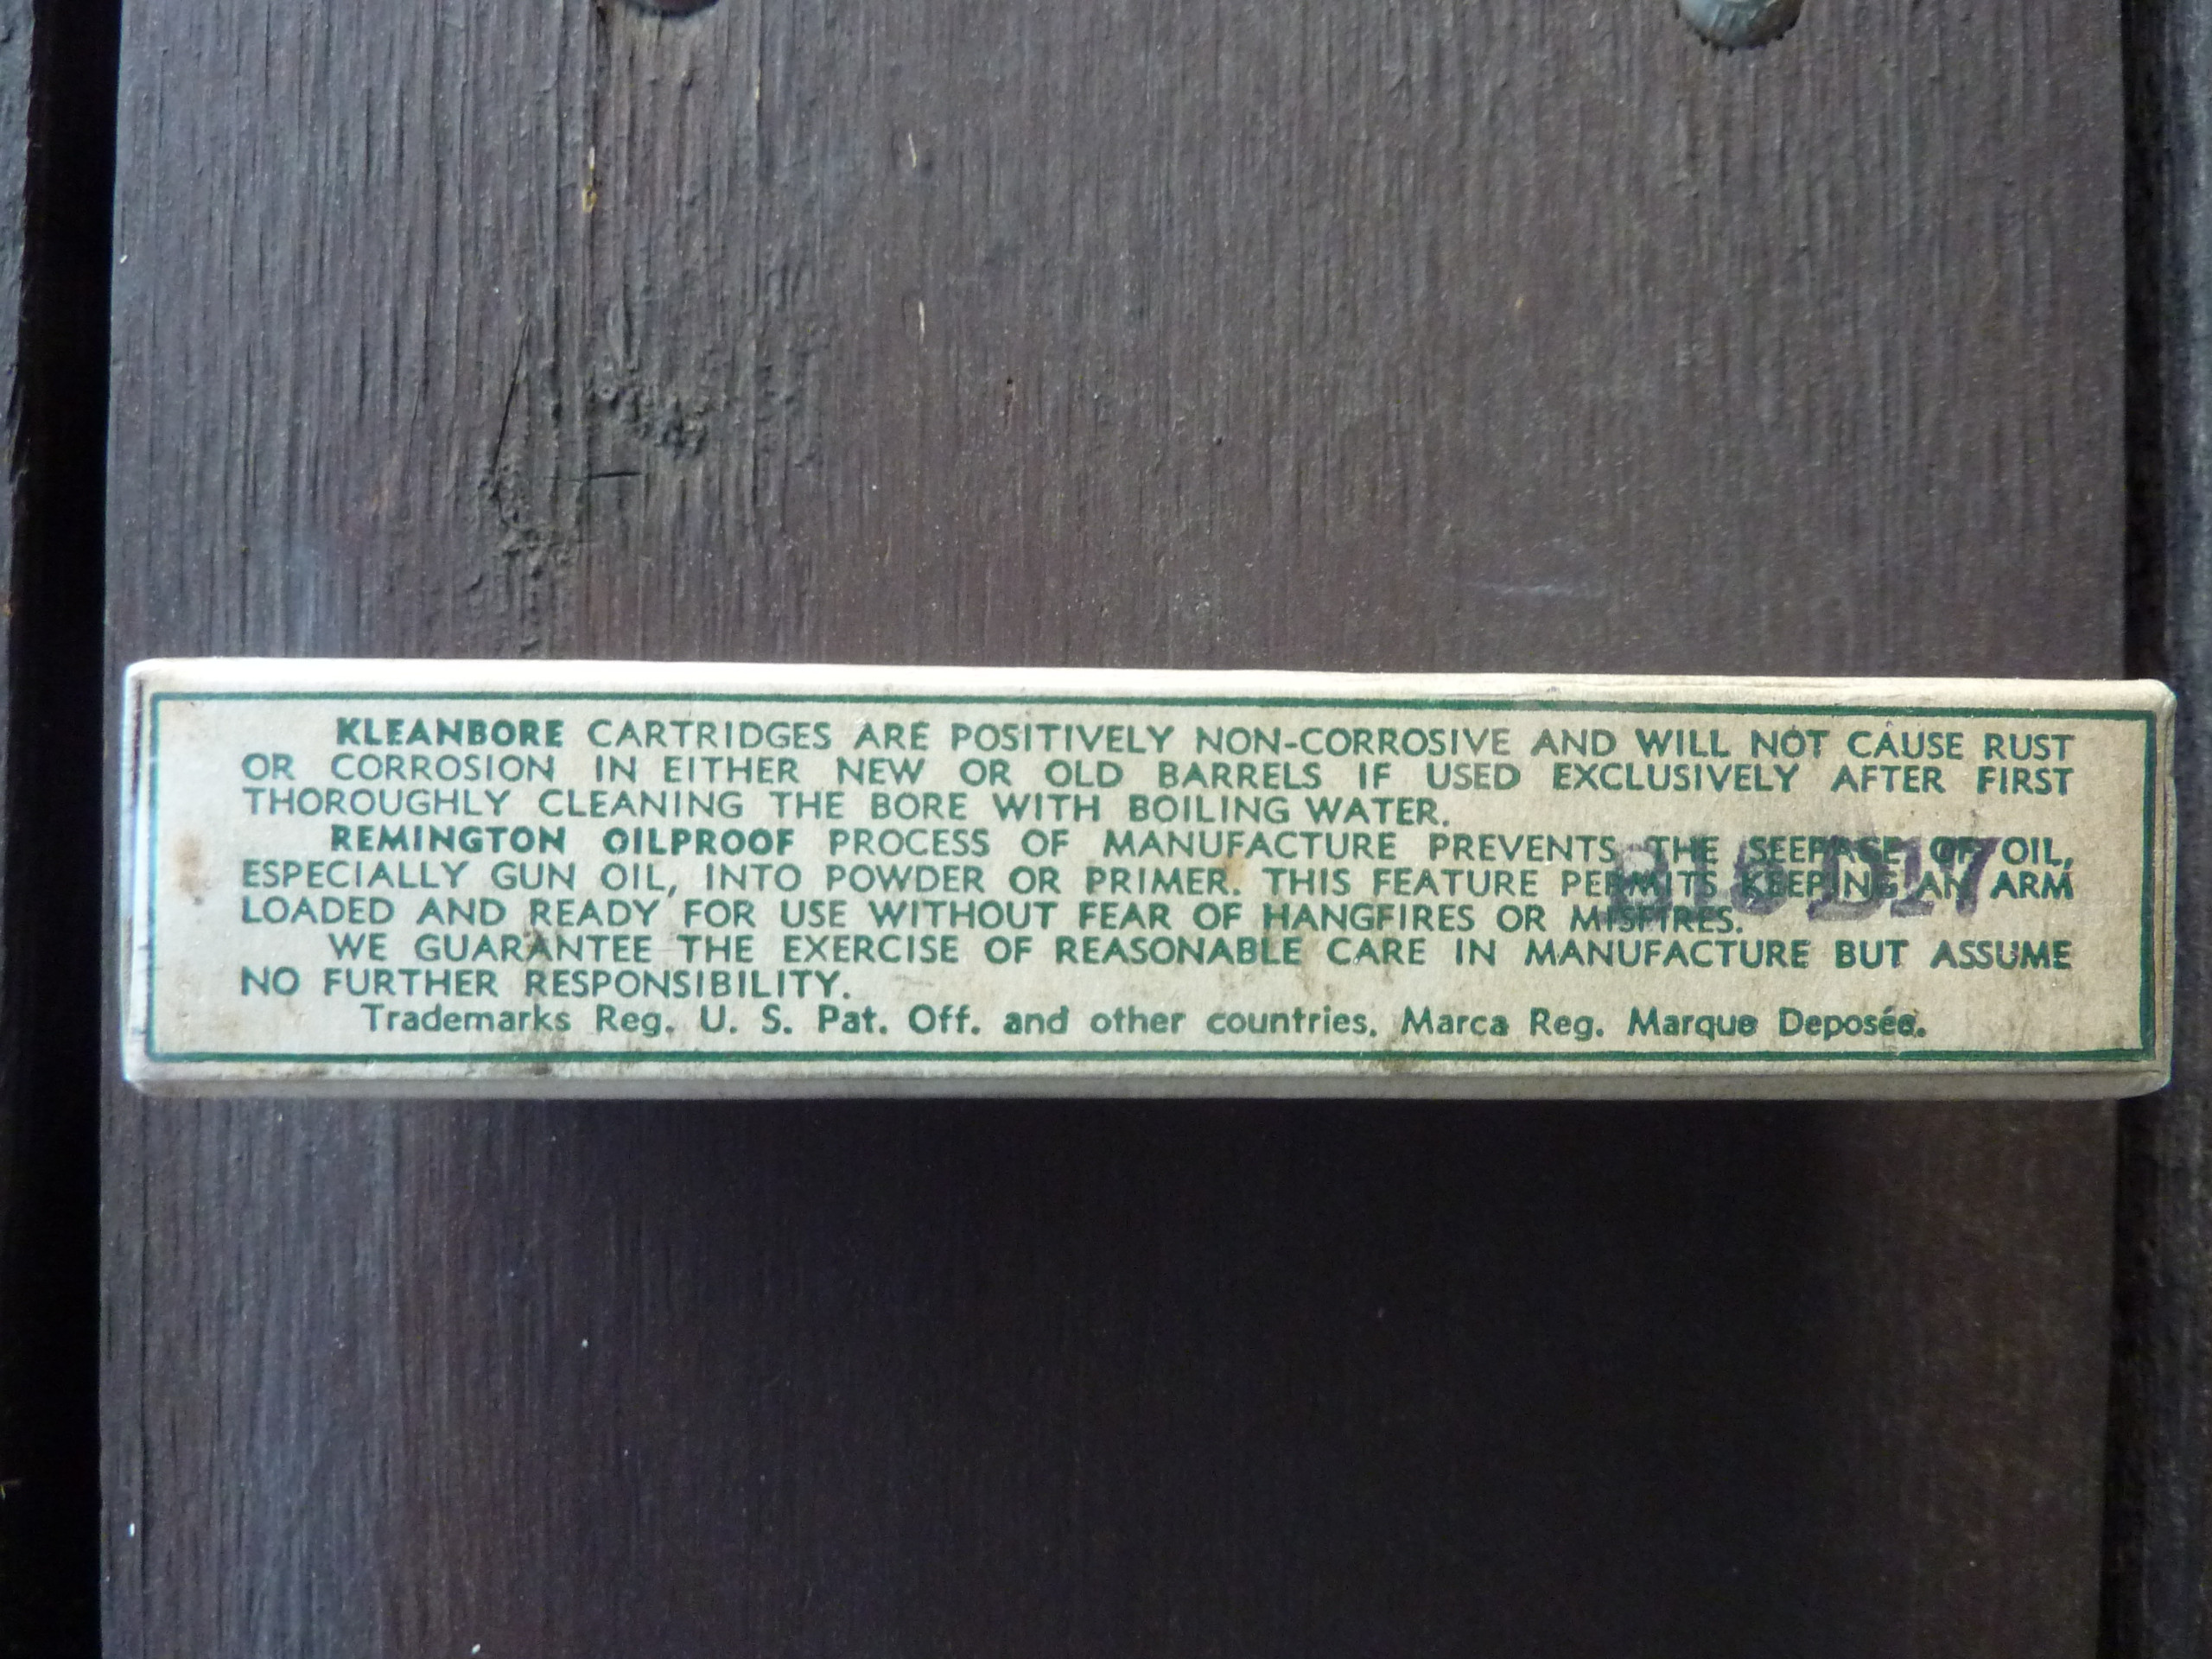 KLEANBORE CARTRIDGES ARE POSITIVELY NON-CORROSIVE AND WILL NOT CAUSE RUST
OR CORROSION IN EITHER NEW OR OLD BARRELS IF USED EXCLUSIVELY AFTER FIRST
THOROUGHLY CLEANING THE BORE WITH BOILING WATER.
REMINGTON OILPROOF PROCESS OF MANUFACTURE PREVENTS THE SEEPAGE OF OIL,
ESPECIALLY GUN OIL, INTO POWDER OR PRIMER. THIS FEATURE PERMITS KEEPING AN ARM
LOADED AND READY FOR USE WITHOUT FEAR OF HANGFIRES OR MISFIRES.
WE GUARANTEE THE EXERCISE OF REASONABLE CARE IN MANUFACTURE BUT ASSUME
NO FURTHER RESPONSIBILITY.
Trademarks Reg. U. S. Pat. Off. and other countries. Marca Reg. Marque Deposée.